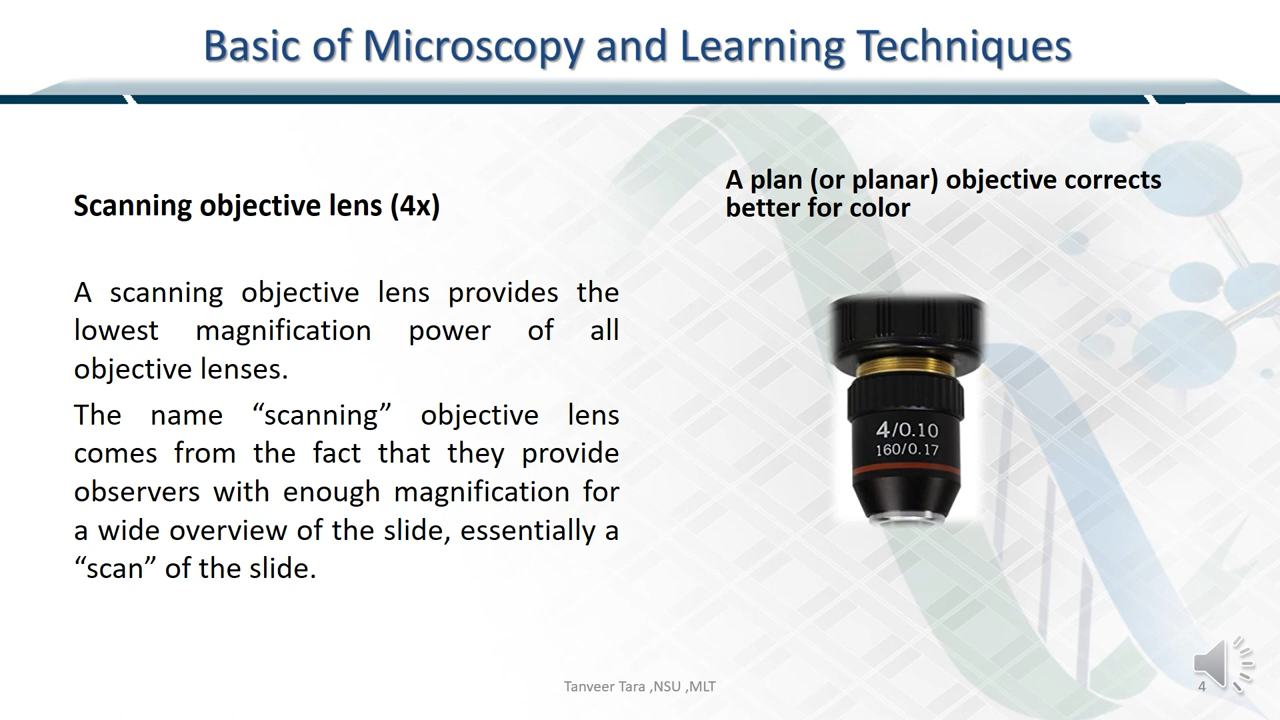 Basic of Microscopy and Learning Techniques
Scanning objective lens (4x)
A scanning objective lens provides the
lowest magnification power of all
objective lenses.
The name “scanning” objective lens
comes from the fact that they provide
observers with enough magnification for
a wide overview of the slide, essentially a
“scan” of the slide.
A plan (or planar) objective corrects
better for color
4/0.10
160/0.17
Tanveer Tara ,NSU ,MLT
4